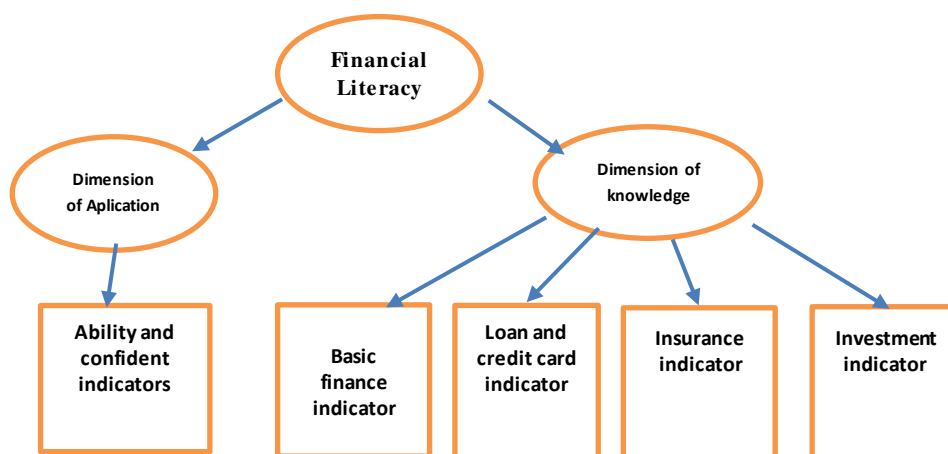 Financial
Literacy
Dimension
of Aplication
Dimension of
knowledge
Ability and
confident
indicators
Basic
finance
indicator
Loan and
credit card
indicator
Insurance
indicator
Investment
indicator